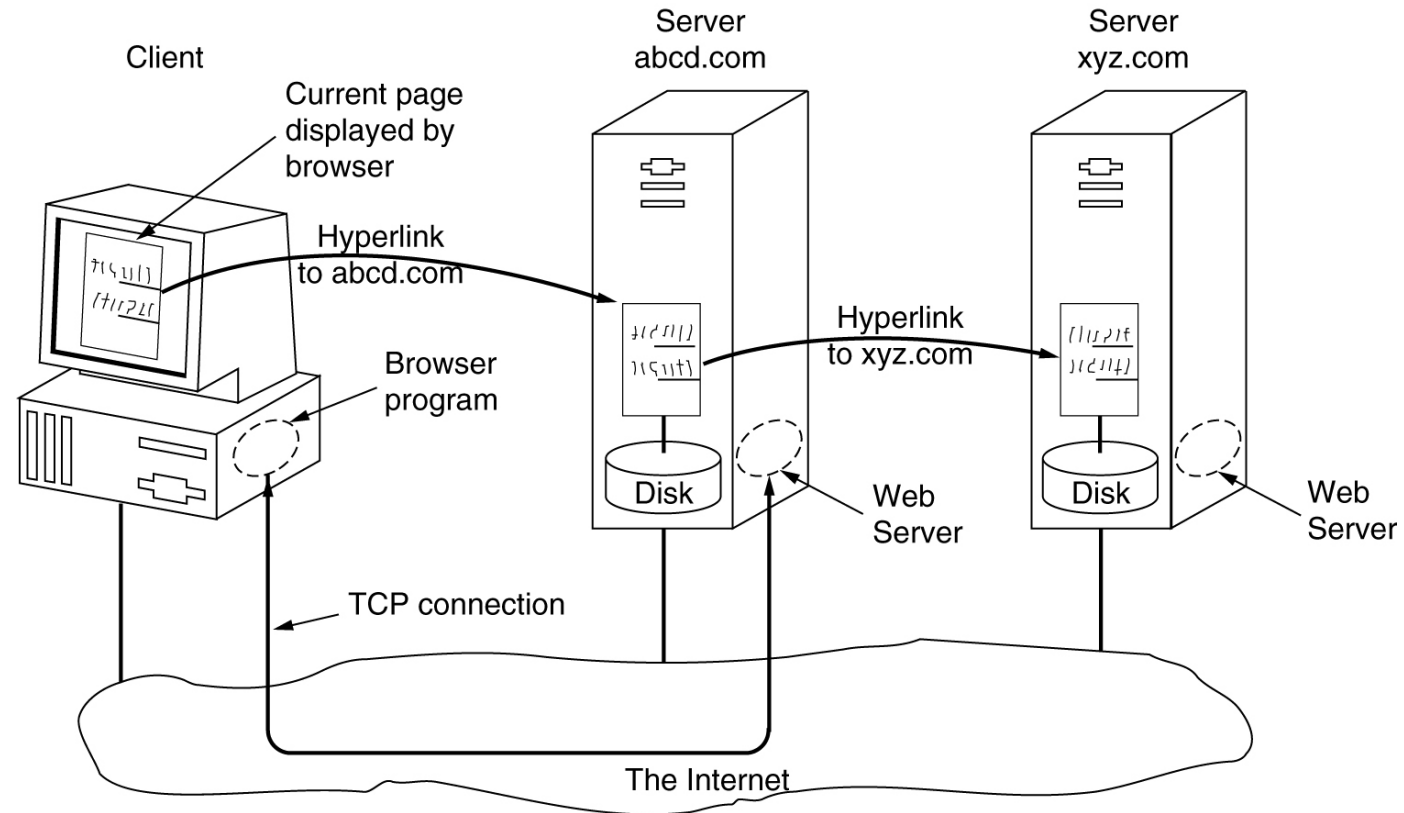 Client
Server
abcd.com
Server
xyz.com
Current page
displayed by
browser
Hyperlink
to abcd.com
Hyperlink
to xyz.com
Browser
program
Disk
Web
Server
Disk
Web
Server
TCP connection
The Internet